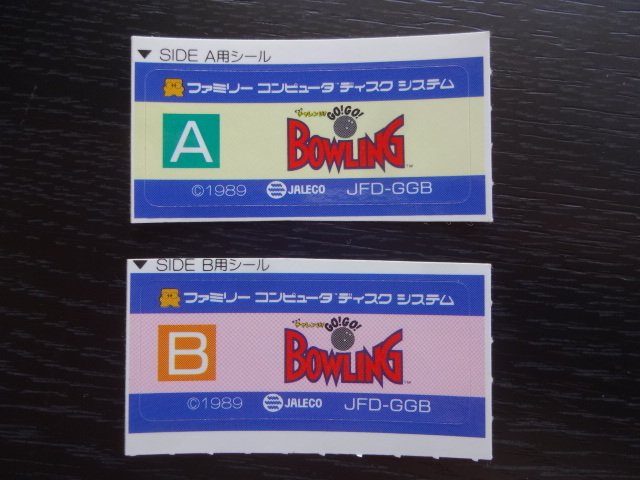 ▼ SIDE A用シール
ファミリー コンピュータ ディスク システム
A
GO!GO!
BOWLING
©1989 JALECO JFD-GGB
▼ SIDE B用シール
ファミリー コンピュータ ディスク システム
B
GO!GO!
BOWLING
©1989 JALECO JFD-GGB